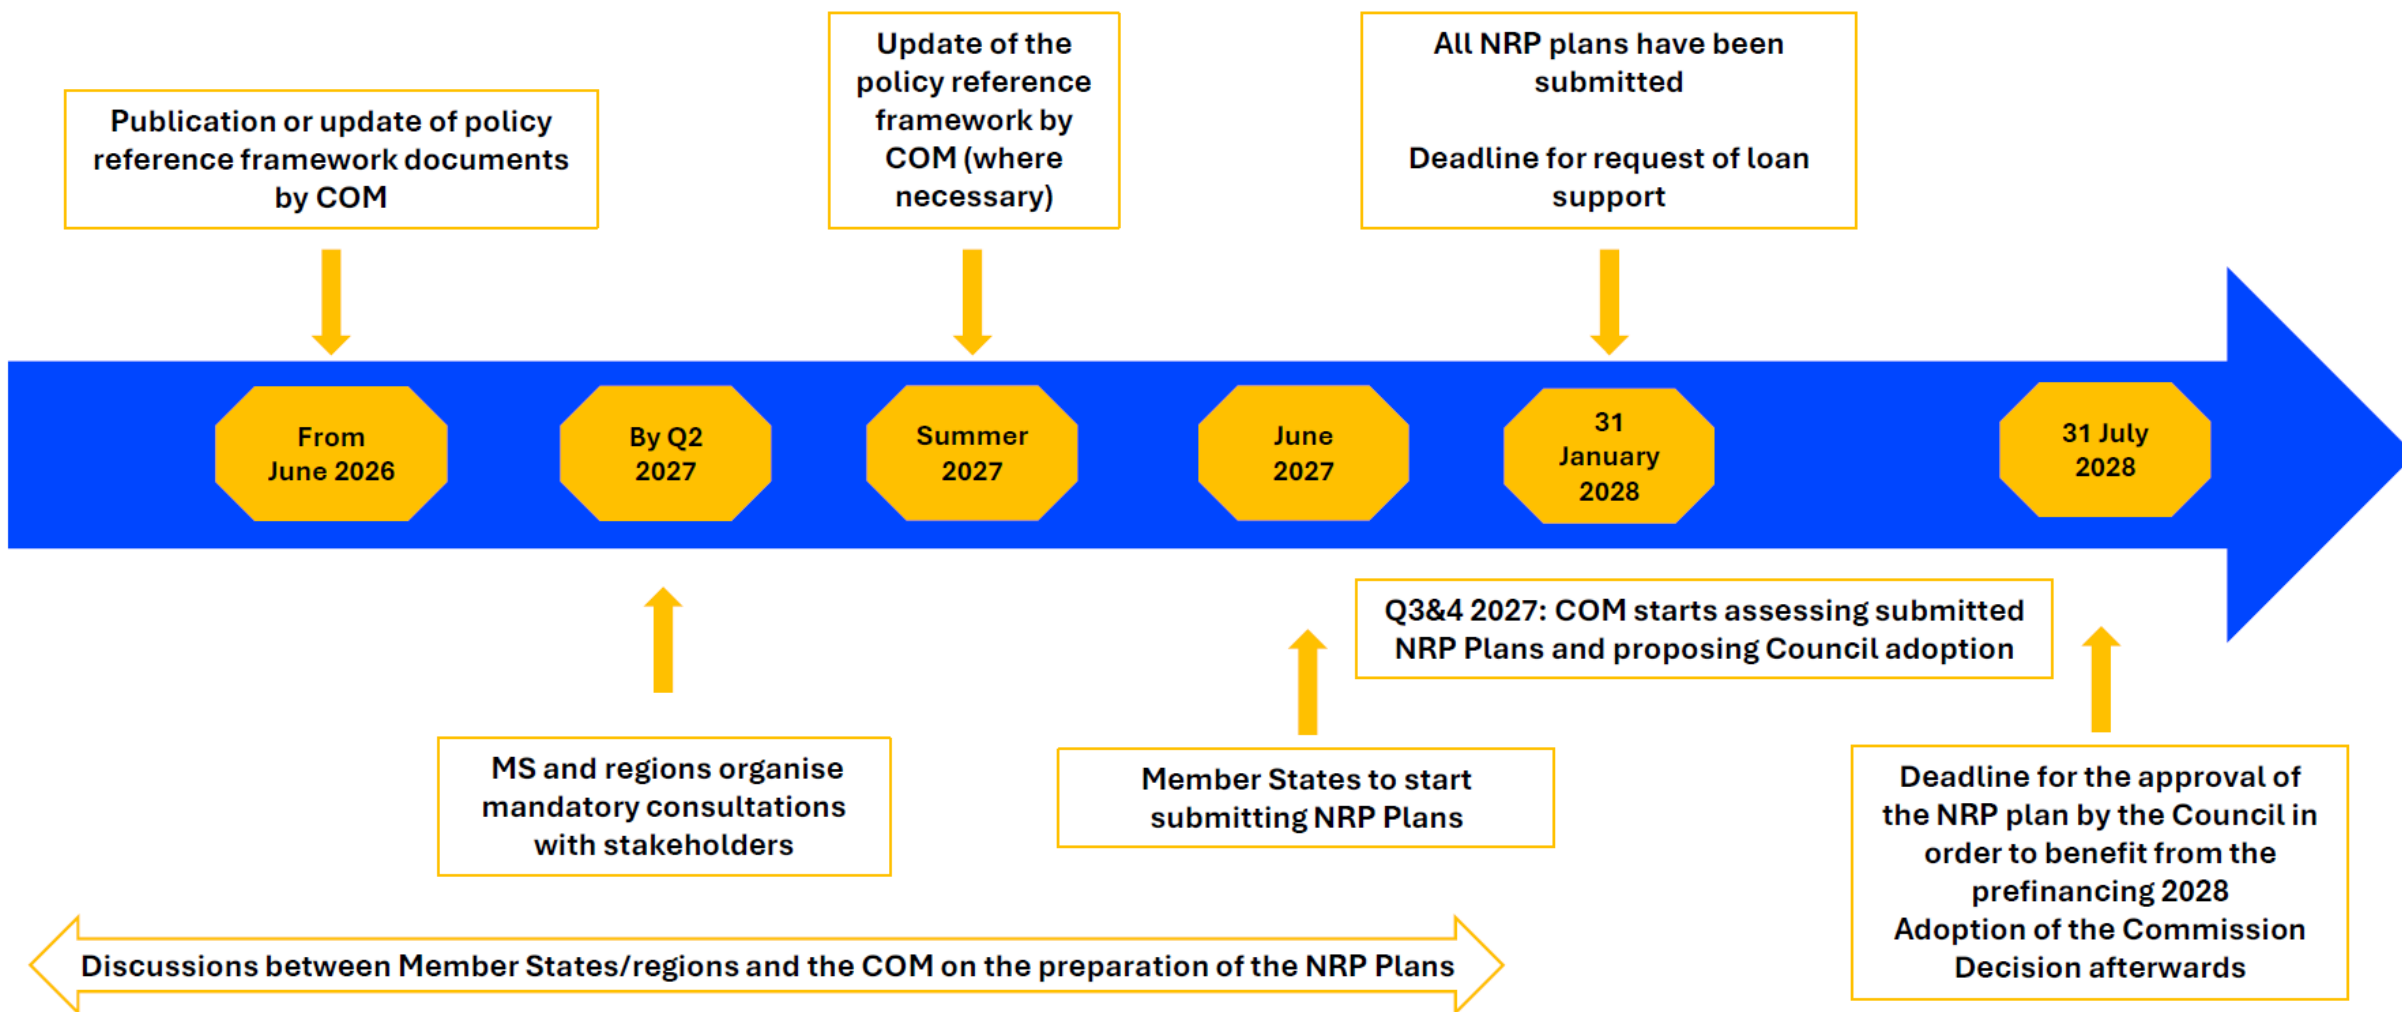 Publication or update of policy
reference framework documents
by COM
Update of the
policy reference
framework by
COM (where
necessary)
All NRP plans have been
submitted
Deadline for request of loan
support
From
June 2026
By Q2
2027
Summer
2027
June
2027
31
January
2028
31 July
2028
Q3&4 2027: COM starts assessing submitted
NRP Plans and proposing Council adoption
MS and regions organise
mandatory consultations
with stakeholders
Member States to start
submitting NRP Plans
Deadline for the approval of
the NRP plan by the Council in
order to benefit from the
prefinancing 2028
Adoption of the Commission
Decision afterwards
Discussions between Member States/regions and the COM on the preparation of the NRP Plans